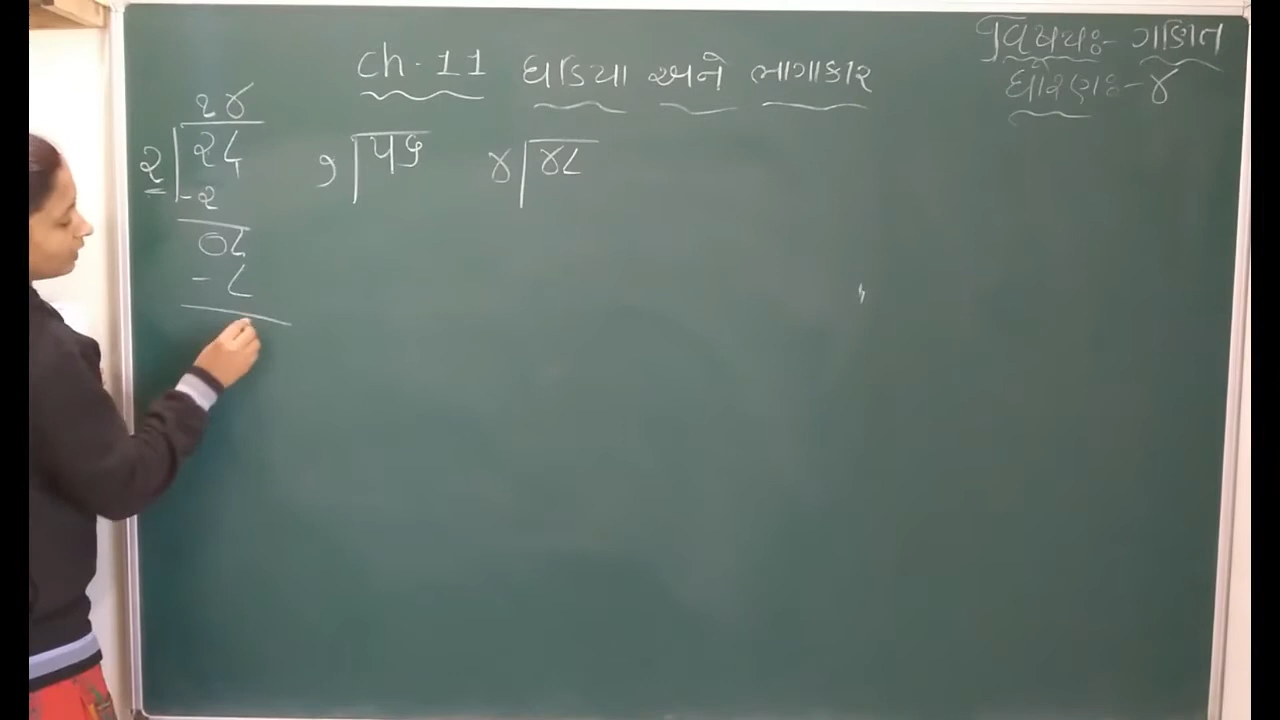 Ch - 11 ઘડિયા અને ભાગાકાર
વિષય:- ગણિત
ધોરણ:- ૪
૧૪
૨ ૨૮ ૭ ૫૬ ૪ ૪૮
-૨
૦૮
-૮